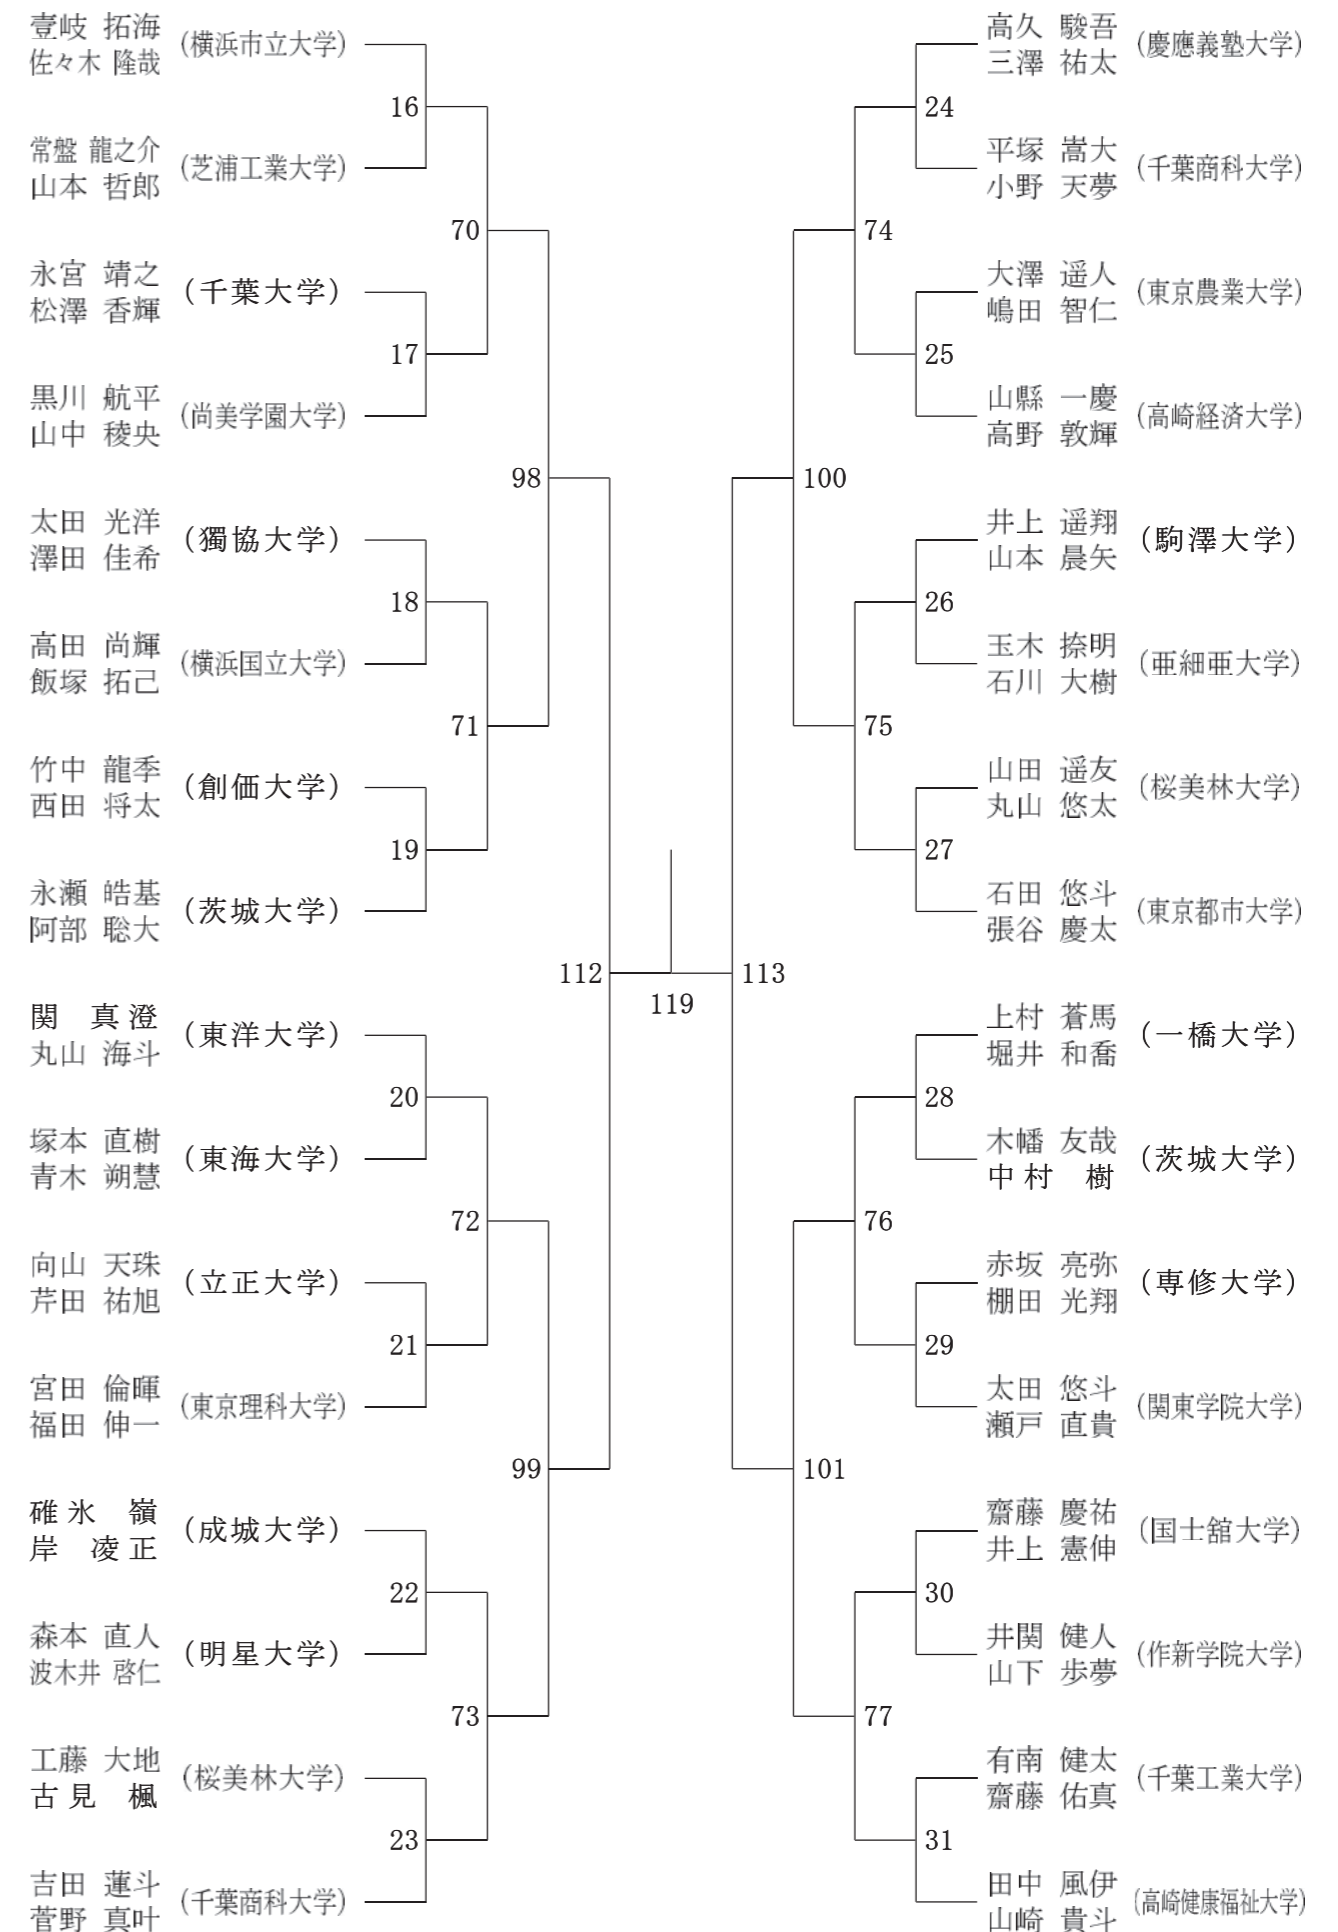 壹岐 拓海
佐々木 隆哉
(横浜市立大学)
16
常盤 龍之介
山本 哲郎
(芝浦工業大学)
70
永宮 靖之
松澤 香輝
(千葉大学)
17
黒川 航平
山中 稜央
(尚美学園大学)
98
太田 光洋
澤田 佳希
(獨協大学)
18
高田 尚輝
飯塚 拓己
(横浜国立大学)
71
竹中 龍季
西田 将太
(創価大学)
19
永瀬 皓基
阿部 聡大
(茨城大学)
112
関 真澄
丸山 海斗
(東洋大学)
20
塚本 直樹
青木 朔慧
(東海大学)
72
向山 天珠
芹田 祐旭
(立正大学)
21
宮田 倫暉
福田 伸一
(東京理科大学)
99
碓氷 嶺
岸 凌正
(成城大学)
22
森本 直人
波木井 啓仁
(明星大学)
73
工藤 大地
古見 楓
(桜美林大学)
23
吉田 蓮斗
菅野 真叶
(千葉商科大学)
119
高久 駿吾
三澤 祐太
(慶應義塾大学)
24
平塚 嵩大
小野 天夢
(千葉商科大学)
74
大澤 遥人
嶋田 智仁
(東京農業大学)
25
山縣 一慶
高野 敦輝
(高崎経済大学)
100
井上 遥翔
山本 晨矢
(駒澤大学)
26
玉木 捺明
石川 大樹
(亜細亜大学)
75
山田 遥友
丸山 悠太
(桜美林大学)
27
石田 悠斗
張谷 慶太
(東京都市大学)
113
上村 蒼馬
堀井 和喬
(一橋大学)
28
木幡 友哉
中村 樹
(茨城大学)
76
赤坂 亮弥
棚田 光翔
(専修大学)
29
太田 悠斗
瀬戸 直貴
(関東学院大学)
101
齋藤 慶祐
井上 憲伸
(国士舘大学)
30
井関 健人
山下 歩夢
(作新学院大学)
77
有南 健太
齋藤 佑真
(千葉工業大学)
31
田中 風伊
山崎 貴斗
(高崎健康福祉大学)